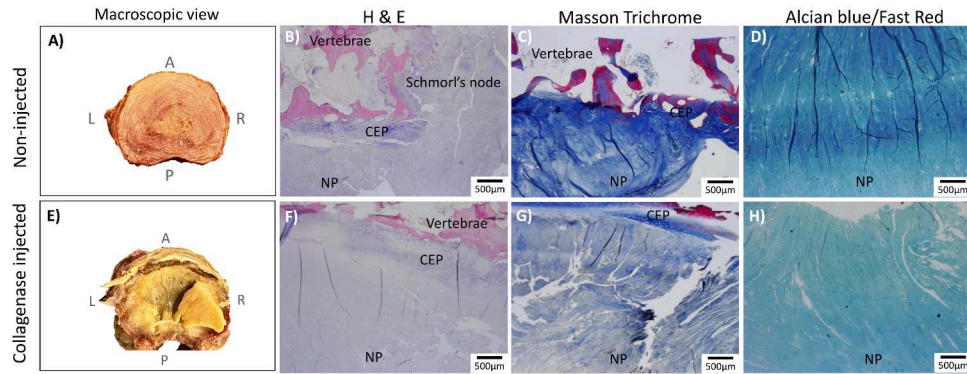 Macroscopic view
H & E
Masson Trichrome
Alcian blue/Fast Red
Non-injected
A)
A
L
R
P
B)
Vertebrae
Schmorl's node
CEP
NP
500μm
C)
Vertebrae
CEP
NP
500μm
D)
NP
500μm
Collagenase injected
E)
A
L
R
P
F)
Vertebrae
CEP
NP
500μm
G)
CEP
NP
500μm
H)
NP
500μm